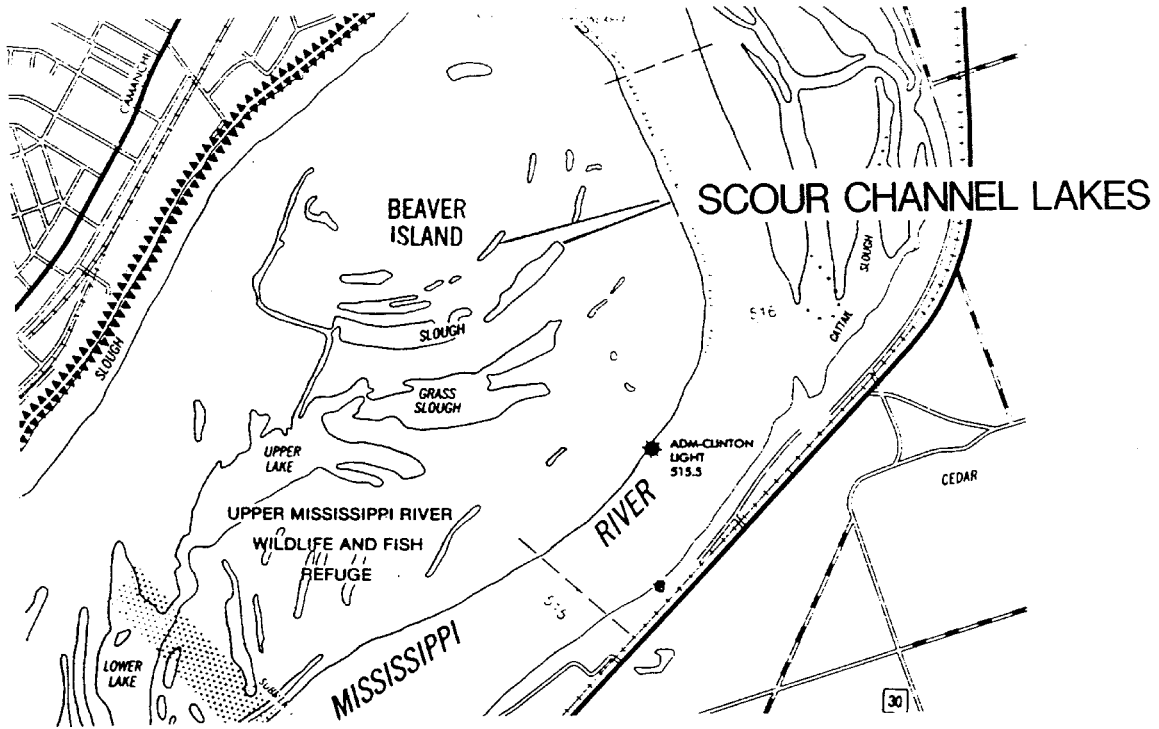 CAMANCHE
SCOUR CHANNEL LAKES
BEAVER
ISLAND
SLOUGH
516
SLOUGH
CATTAIL
SLOUGH
GRASS
SLOUGH
UPPER
LAKE
ADM-CLINTON
LIGHT
515.5
CEDAR
RIVER
UPPER MISSISSIPPI RIVER
WILDLIFE AND FISH
REFUGE
515
MISSISSIPPI
LOWER
LAKE
30